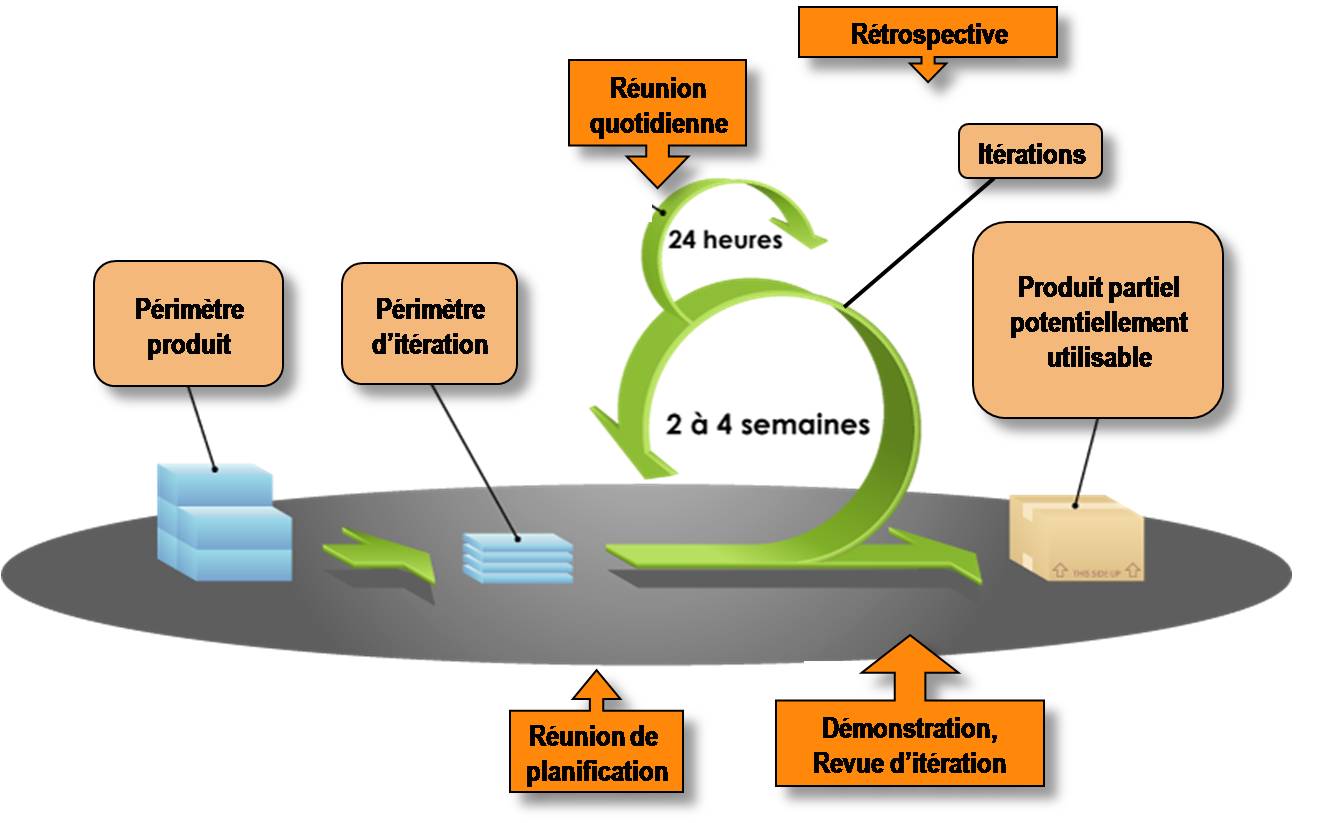 Rétrospective
Réunion
quotidienne
Itérations
24 heures
Périmètre
produit
Périmètre
d’itération
Produit partiel
potentiellement
utilisable
2 à 4 semaines
THIS SIDE UP
Réunion de
planification
Démonstration,
Revue d’itération